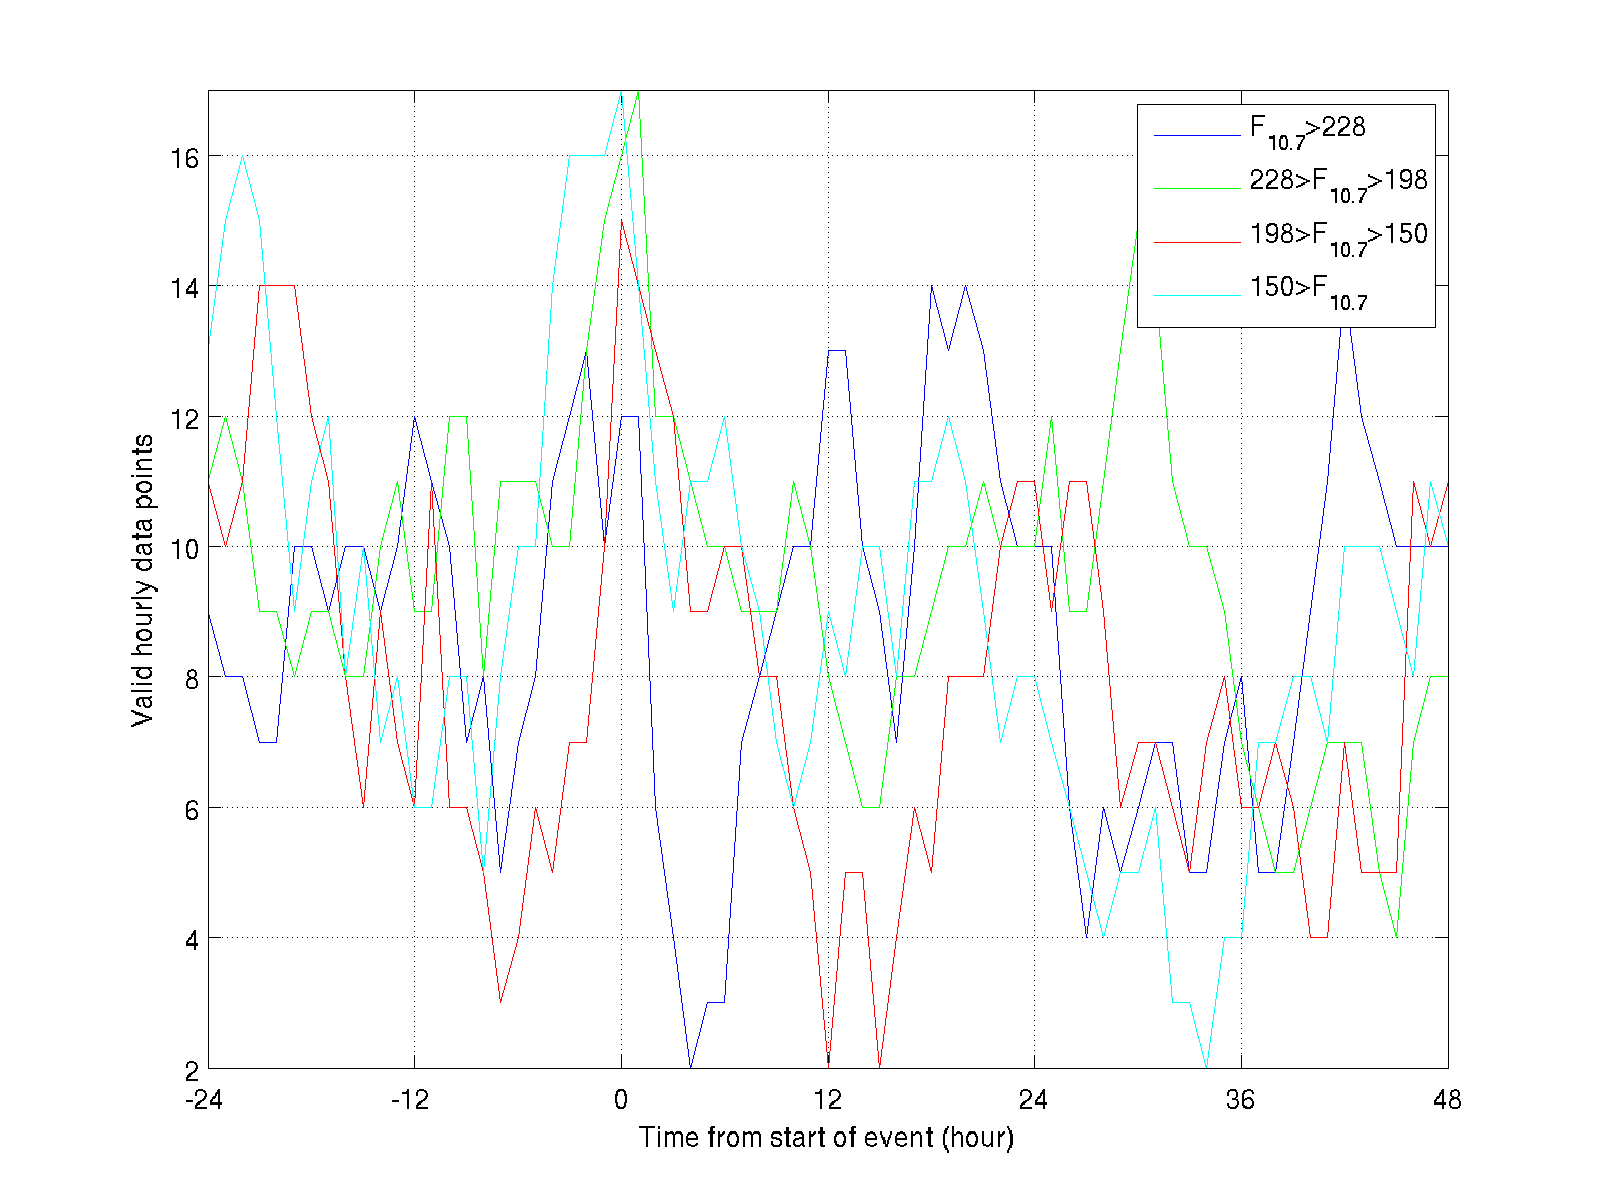 F10.7>228
228>F10.7>198
198>F10.7>150
150>F10.7
16
14
12
10
8
6
4
2
-24 -12 0 12 24 36 48
Time from start of event (hour)
Valid hourly data points